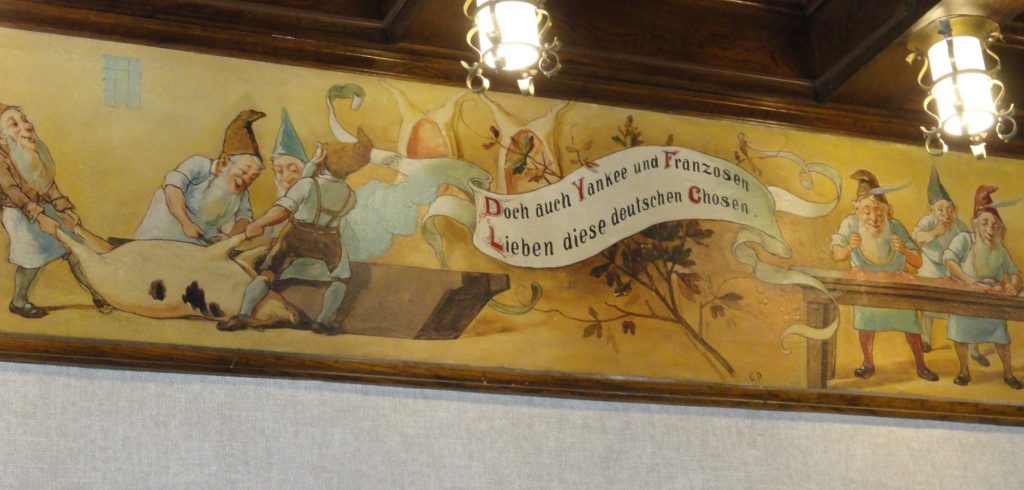 Doch auch Yankee und Franzosen
Lieben diese deutschen Chosen.
G.P.